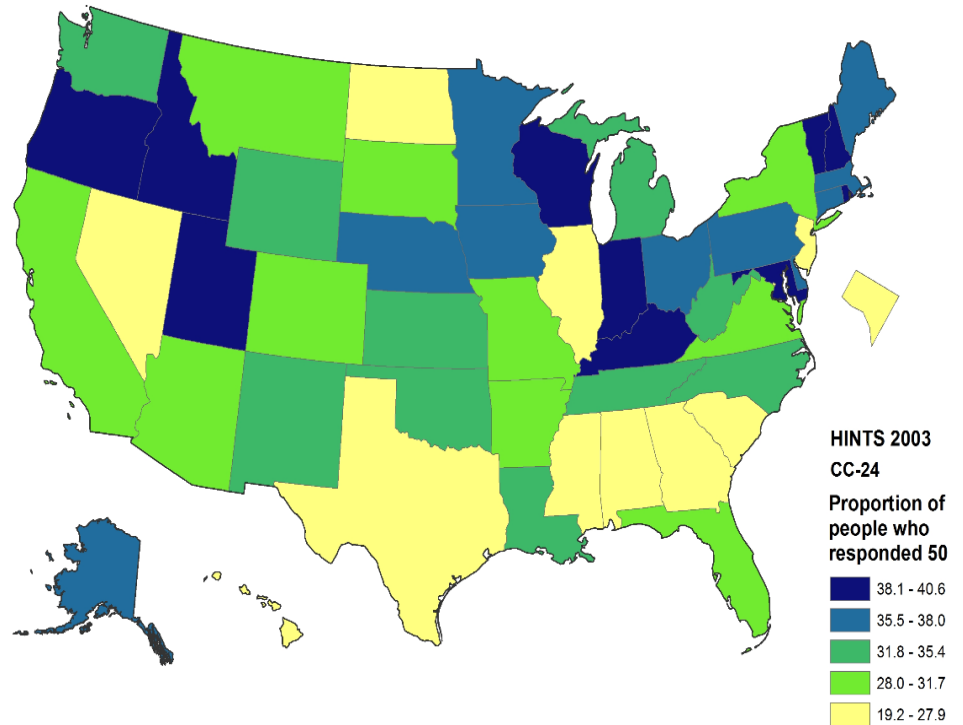 HINTS 2003
CC-24
Proportion of
people who
responded 50
38.1 - 40.6
35.5 - 38.0
31.8 - 35.4
28.0 - 31.7
19.2 - 27.9